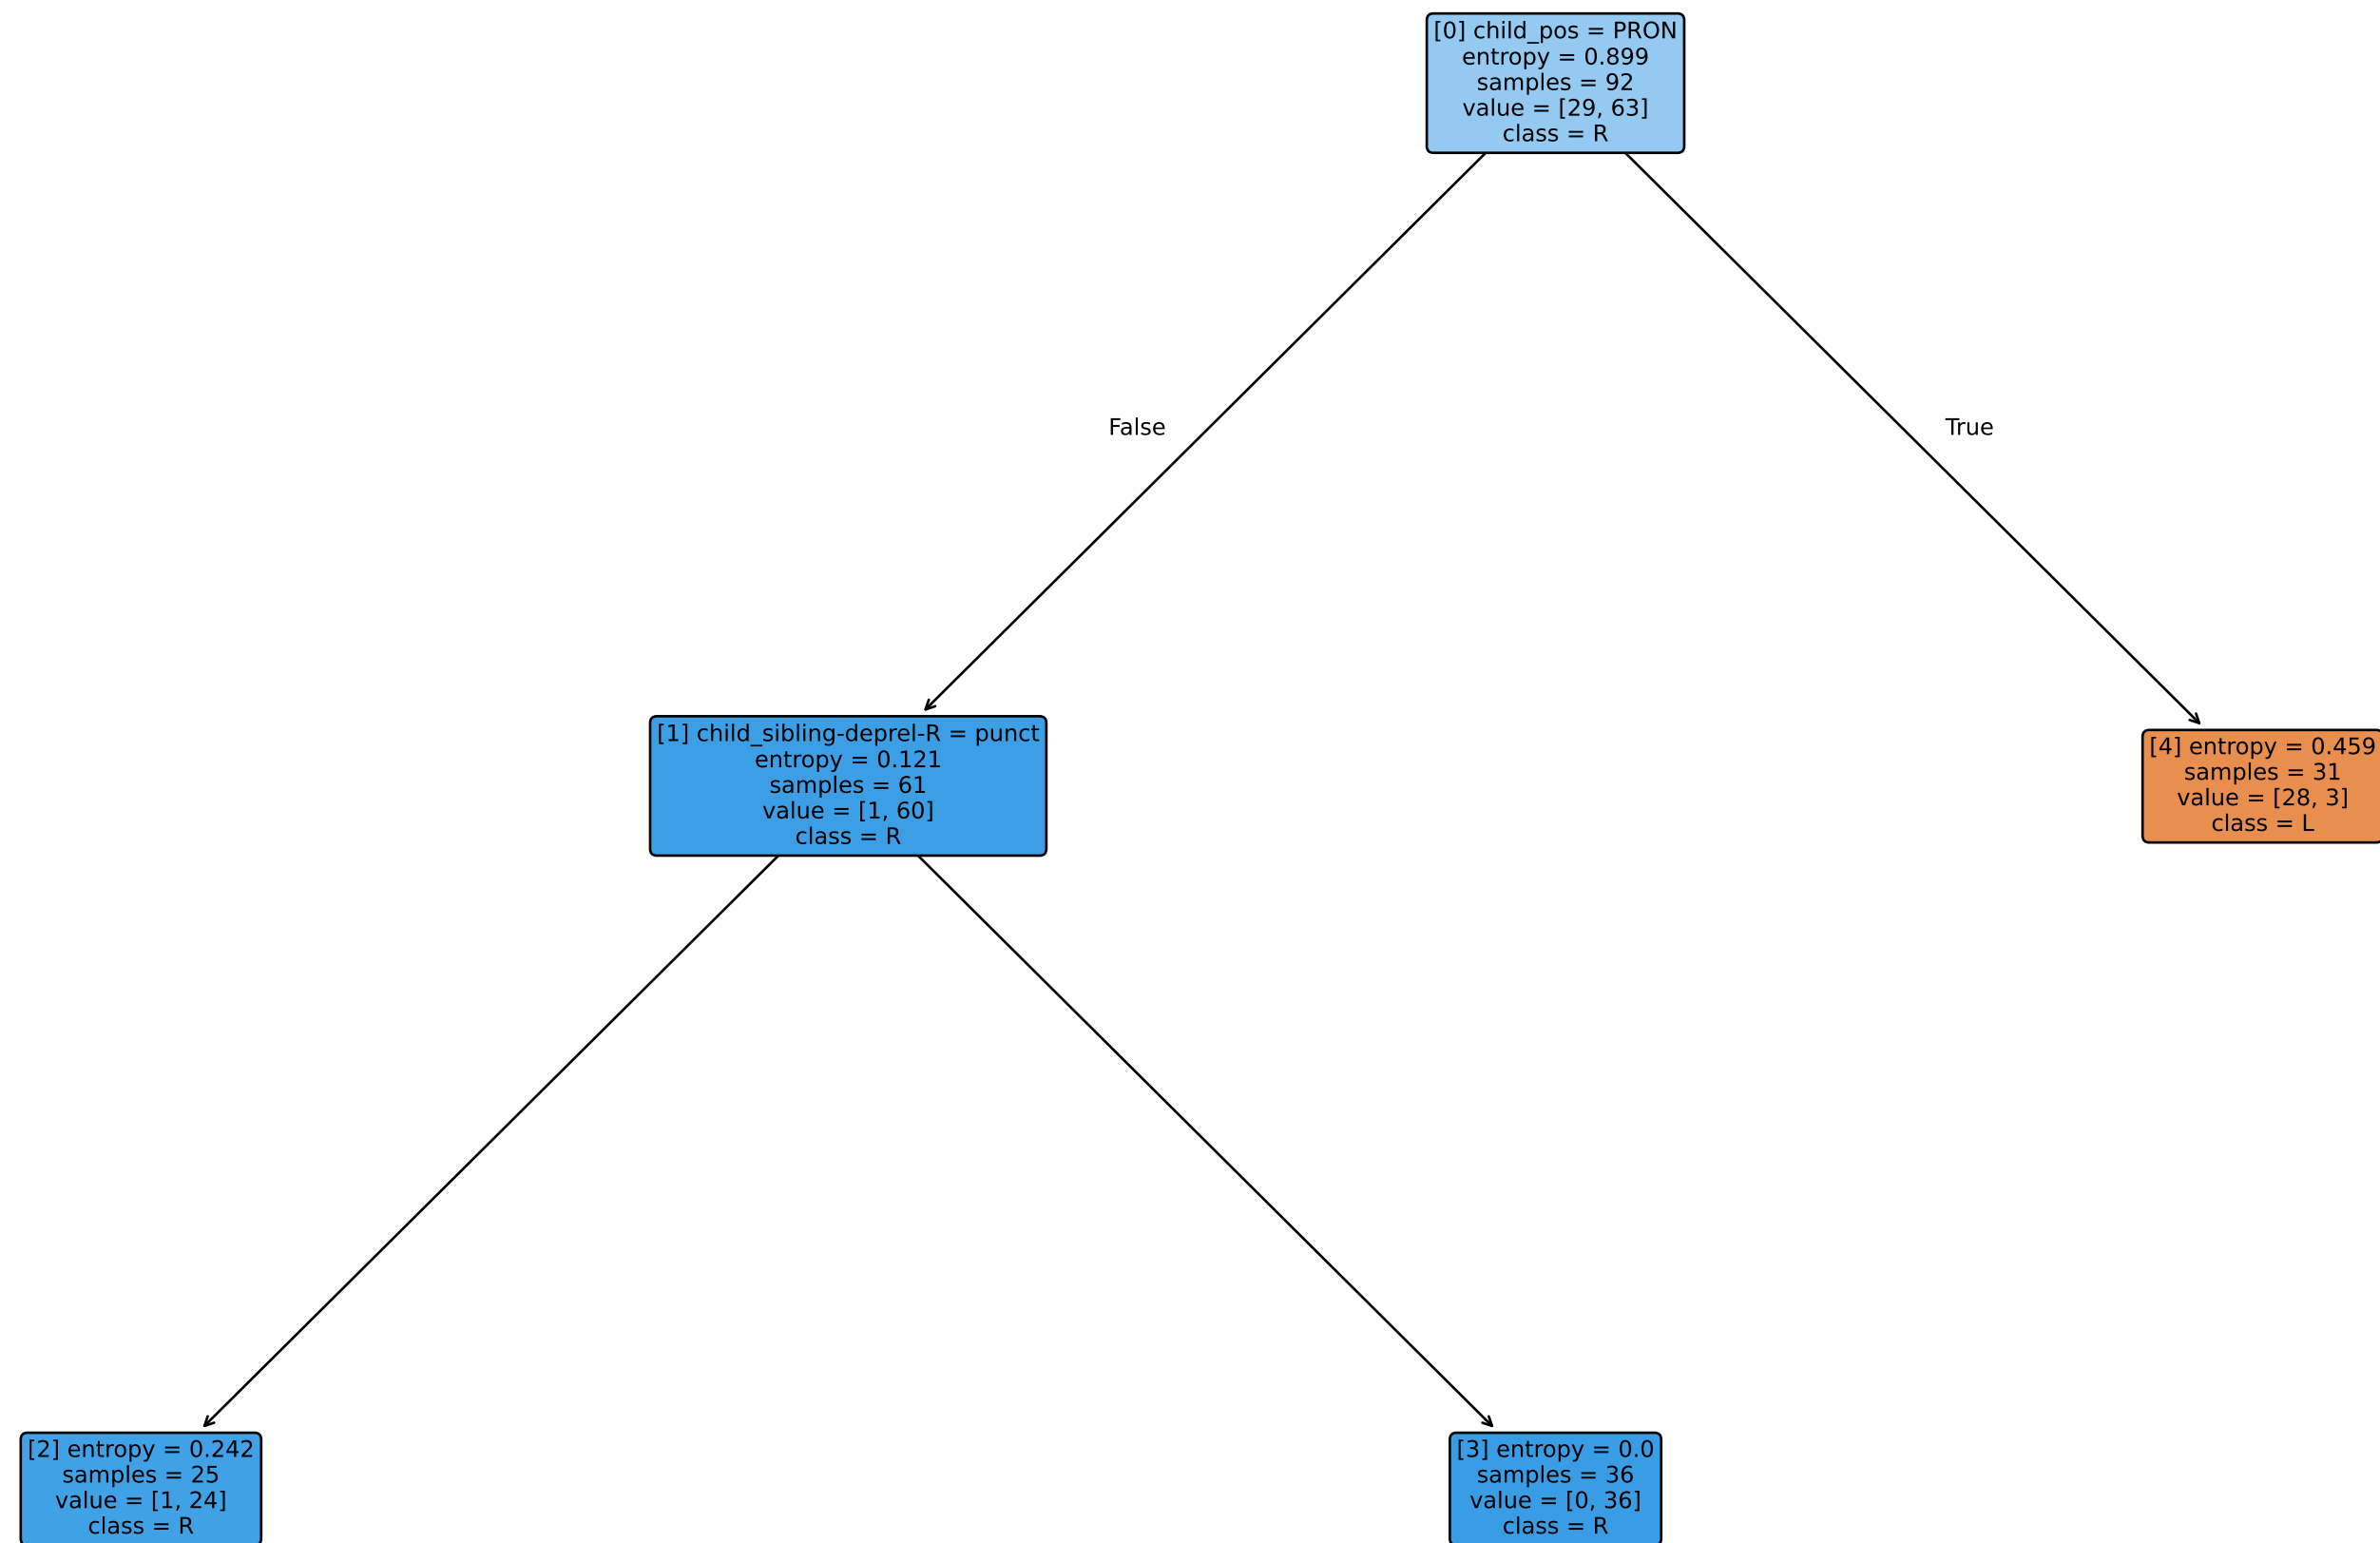 [0] child_pos = PRON
entropy = 0.899
samples = 92
value = [29, 63]
class = R
False
True
[1] child_sibling-deprel-R = punct
entropy = 0.121
samples = 61
value = [1, 60]
class = R
[4] entropy = 0.459
samples = 31
value = [28, 3]
class = L
[2] entropy = 0.242
samples = 25
value = [1, 24]
class = R
[3] entropy = 0.0
samples = 36
value = [0, 36]
class = R